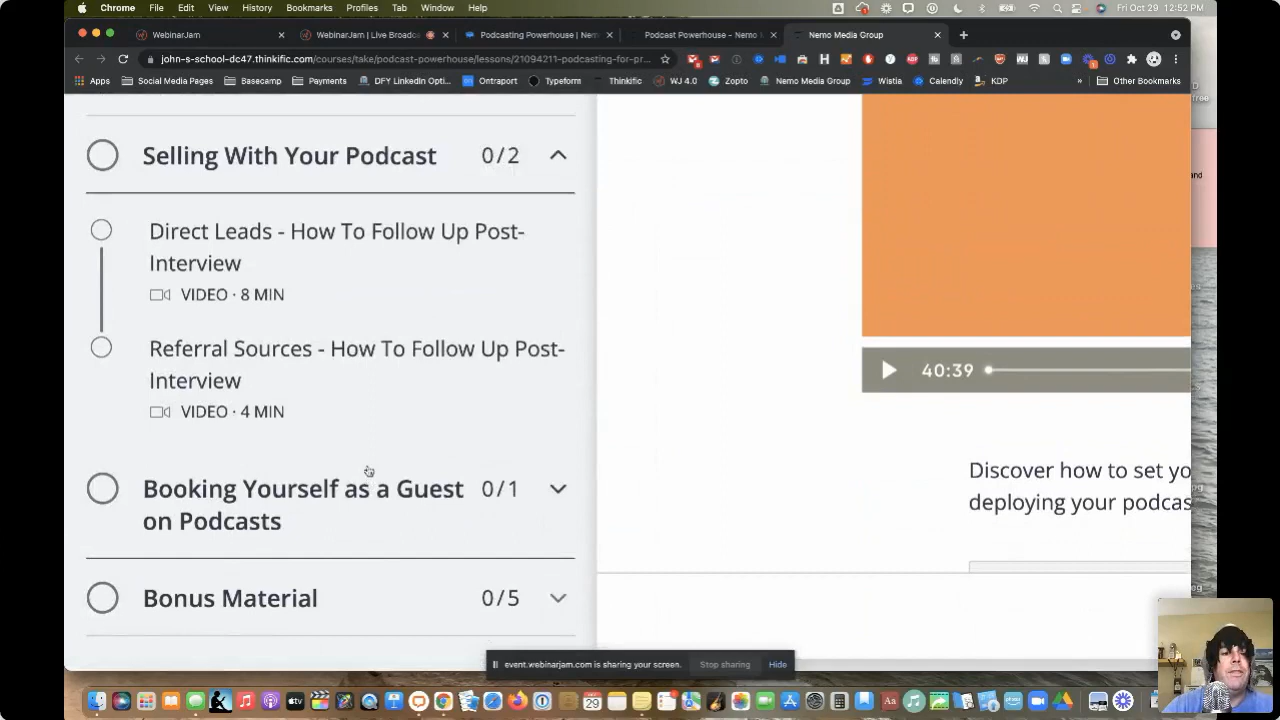 Chrome File Edit View History Bookmarks Profiles Tab Window Help Fri Oct 29 12:52 PM
WebinarJam WebinarJam | Live Broadca Podcasting Powerhouse | Nem Podcast Powerhouse - Nemo Nemo Media Group
john-s-school-dc47.thinkific.com/courses/take/podcast-powerhouse/lessons/21094211-podcasting-for-pr...
Apps Social Media Pages Basecamp Payments DFY LinkedIn Opti... Ontraport Typeform Thinkific WJ 4.0 Zopto Nemo Media Group Wistia Calendly KDP » Other Bookmarks
Selling With Your Podcast 0/2
Direct Leads - How To Follow Up Post-
Interview
VIDEO · 8 MIN
Referral Sources - How To Follow Up Post-
Interview
VIDEO · 4 MIN
40:39
Booking Yourself as a Guest 0/1
on Podcasts
Discover how to set yo
deploying your podcas
Bonus Material 0/5
event.webinarjam.com is sharing your screen. Stop sharing Hide